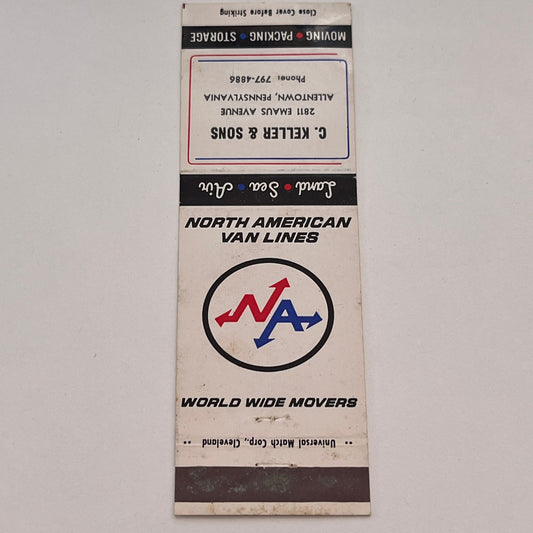 Close Cover Before Striking
MOVING • PACKING • STORAGE
C. KELLER & SONS
2811 EMAUS AVENUE
ALLENTOWN, PENNSYLVANIA
Phone: 797-4886
Land • Sea • Air
NORTH AMERICAN
VAN LINES
NA
WORLD WIDE MOVERS
•• Universal Match Corp., Cleveland ••